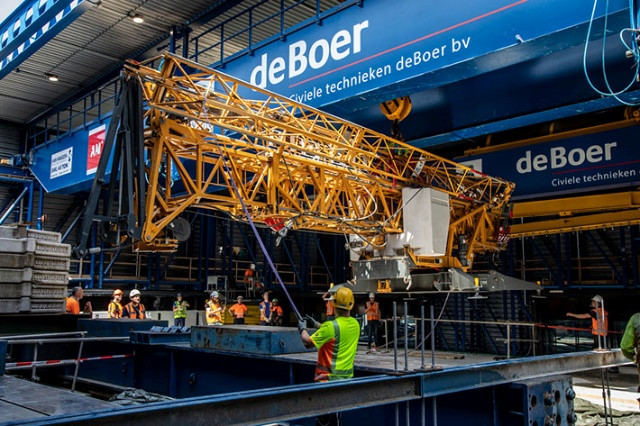 deBoer
Civiele technieken deBoer bv
deBoer
Civiele technieken